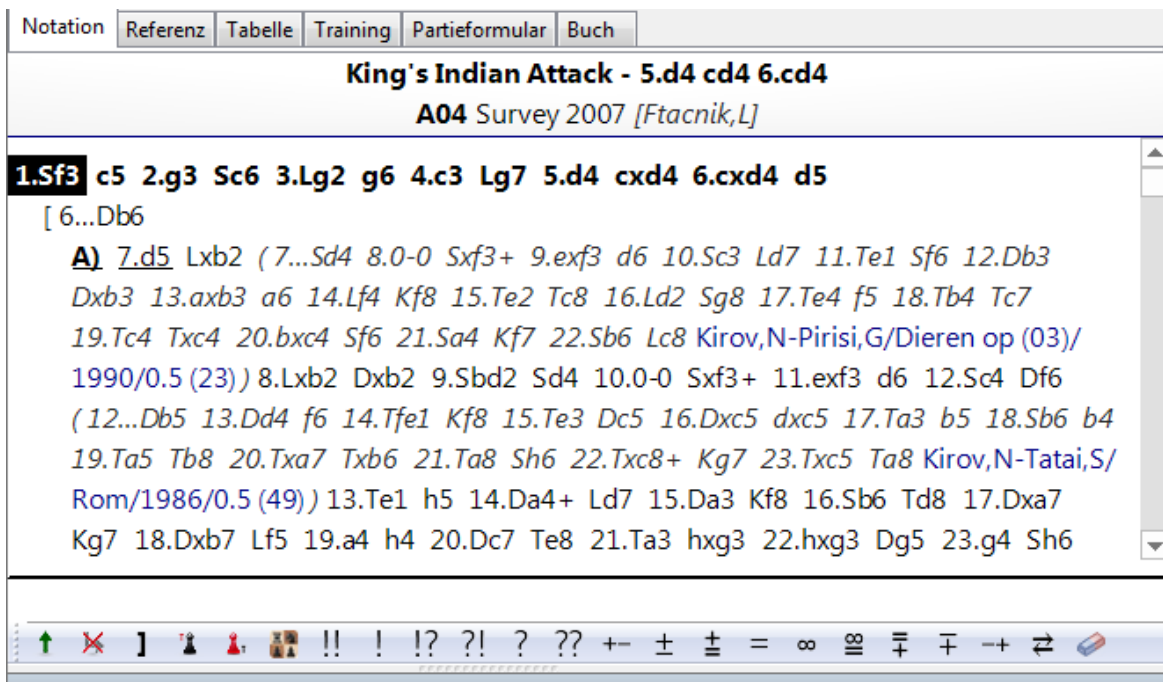 Notation Referenz Tabelle Training Partieformular Buch
King's Indian Attack - 5.d4 cd4 6.cd4
A04 Survey 2007 [Ftacnik,L]
1.Sf3 c5 2.g3 Sc6 3.Lg2 g6 4.c3 Lg7 5.d4 cxd4 6.cxd4 d5
[ 6...Db6
A) 7.d5 Lxb2 ( 7...Sd4 8.0-0 Sxf3+ 9.exf3 d6 10.Sc3 Ld7 11.Te1 Sf6 12.Db3
Dxb3 13.axb3 a6 14.Lf4 Kf8 15.Te2 Tc8 16.Ld2 Sg8 17.Te4 f5 18.Tb4 Tc7
19.Tc4 Txc4 20.bxc4 Sf6 21.Sa4 Kf7 22.Sb6 Lc8 Kirov,N-Pirisi,G/Dieren op (03)/
1990/0.5 (23) ) 8.Lxb2 Dxb2 9.Sbd2 Sd4 10.0-0 Sxf3+ 11.exf3 d6 12.Sc4 Df6
( 12...Db5 13.Dd4 f6 14.Tfe1 Kf8 15.Te3 Dc5 16.Dxc5 dxc5 17.Ta3 b5 18.Sb6 b4
19.Ta5 Tb8 20.Txa7 Txb6 21.Ta8 Sh6 22.Txc8+ Kg7 23.Txc5 Ta8 Kirov,N-Tatai,S/
Rom/1986/0.5 (49) ) 13.Te1 h5 14.Da4+ Ld7 15.Da3 Kf8 16.Sb6 Td8 17.Dxa7
Kg7 18.Dxb7 Lf5 19.a4 h4 20.Dc7 Te8 21.Ta3 hxg3 22.hxg3 Dg5 23.g4 Sh6
] !! ! !? ?! ? ?? +− ± ⩲ = ∞ ⯹ ⩱ ∓ −+ ⇄